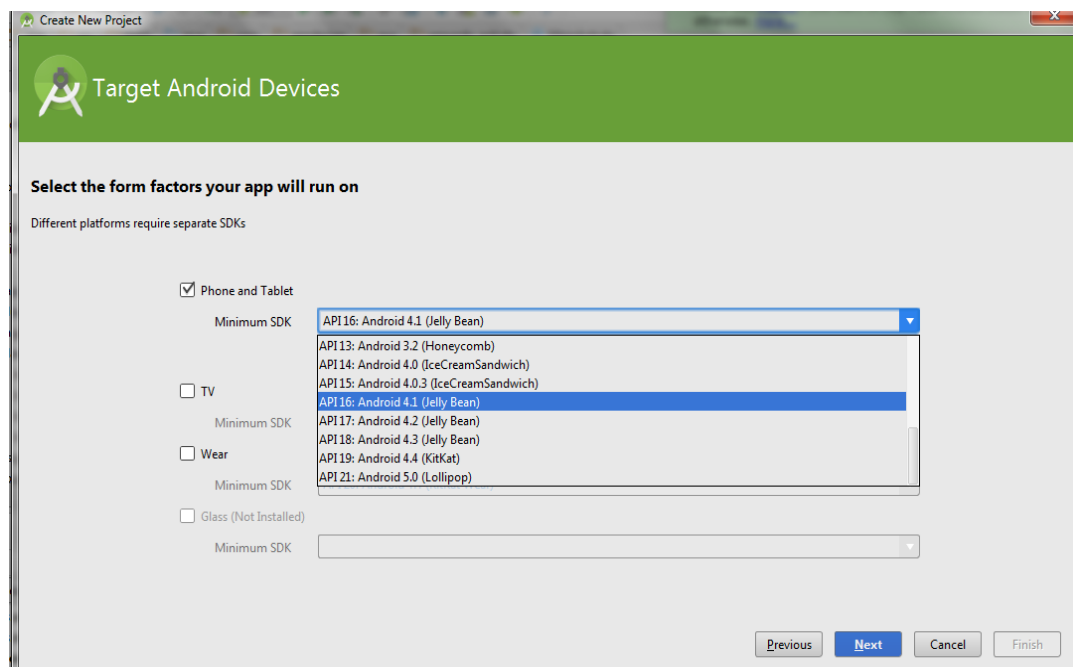 Create New Project
Target Android Devices
Select the form factors your app will run on
Different platforms require separate SDKs
Phone and Tablet
Minimum SDK
API 16: Android 4.1 (Jelly Bean)
API 13: Android 3.2 (Honeycomb)
API 14: Android 4.0 (IceCreamSandwich)
API 15: Android 4.0.3 (IceCreamSandwich)
TV
API 16: Android 4.1 (Jelly Bean)
Minimum SDK
API 17: Android 4.2 (Jelly Bean)
API 18: Android 4.3 (Jelly Bean)
Wear
API 19: Android 4.4 (KitKat)
API 21: Android 5.0 (Lollipop)
Minimum SDK
Glass (Not Installed)
Minimum SDK
Previous
Next
Cancel
Finish